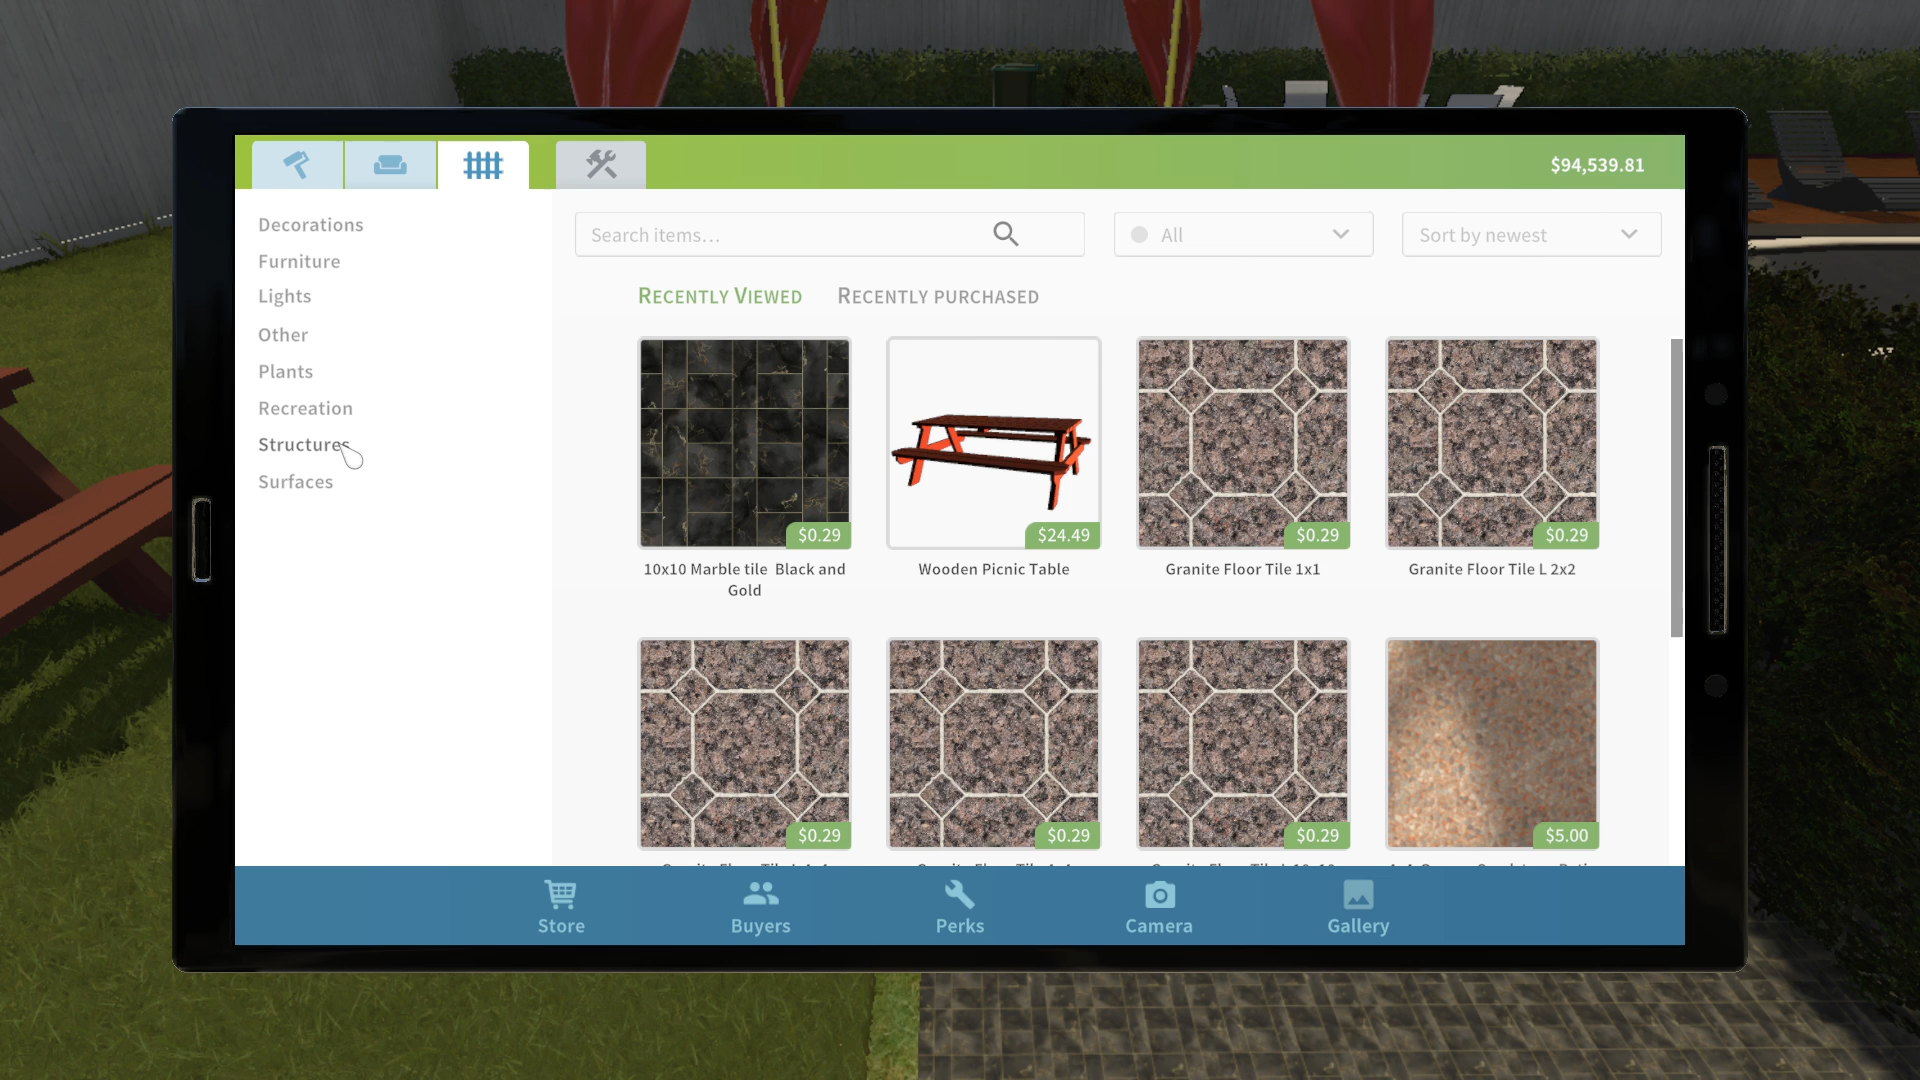 $94,539.81
Decorations
Furniture
Lights
Other
Plants
Recreation
Structures
Surfaces
Search items...
All
Sort by newest
RECENTLY VIEWED
RECENTLY PURCHASED
$0.29
$24.49
$0.29
$0.29
10x10 Marble tile Black and
Gold
Wooden Picnic Table
Granite Floor Tile 1x1
Granite Floor Tile L 2x2
$0.29
$0.29
$0.29
$5.00
Store
Buyers
Perks
Camera
Gallery